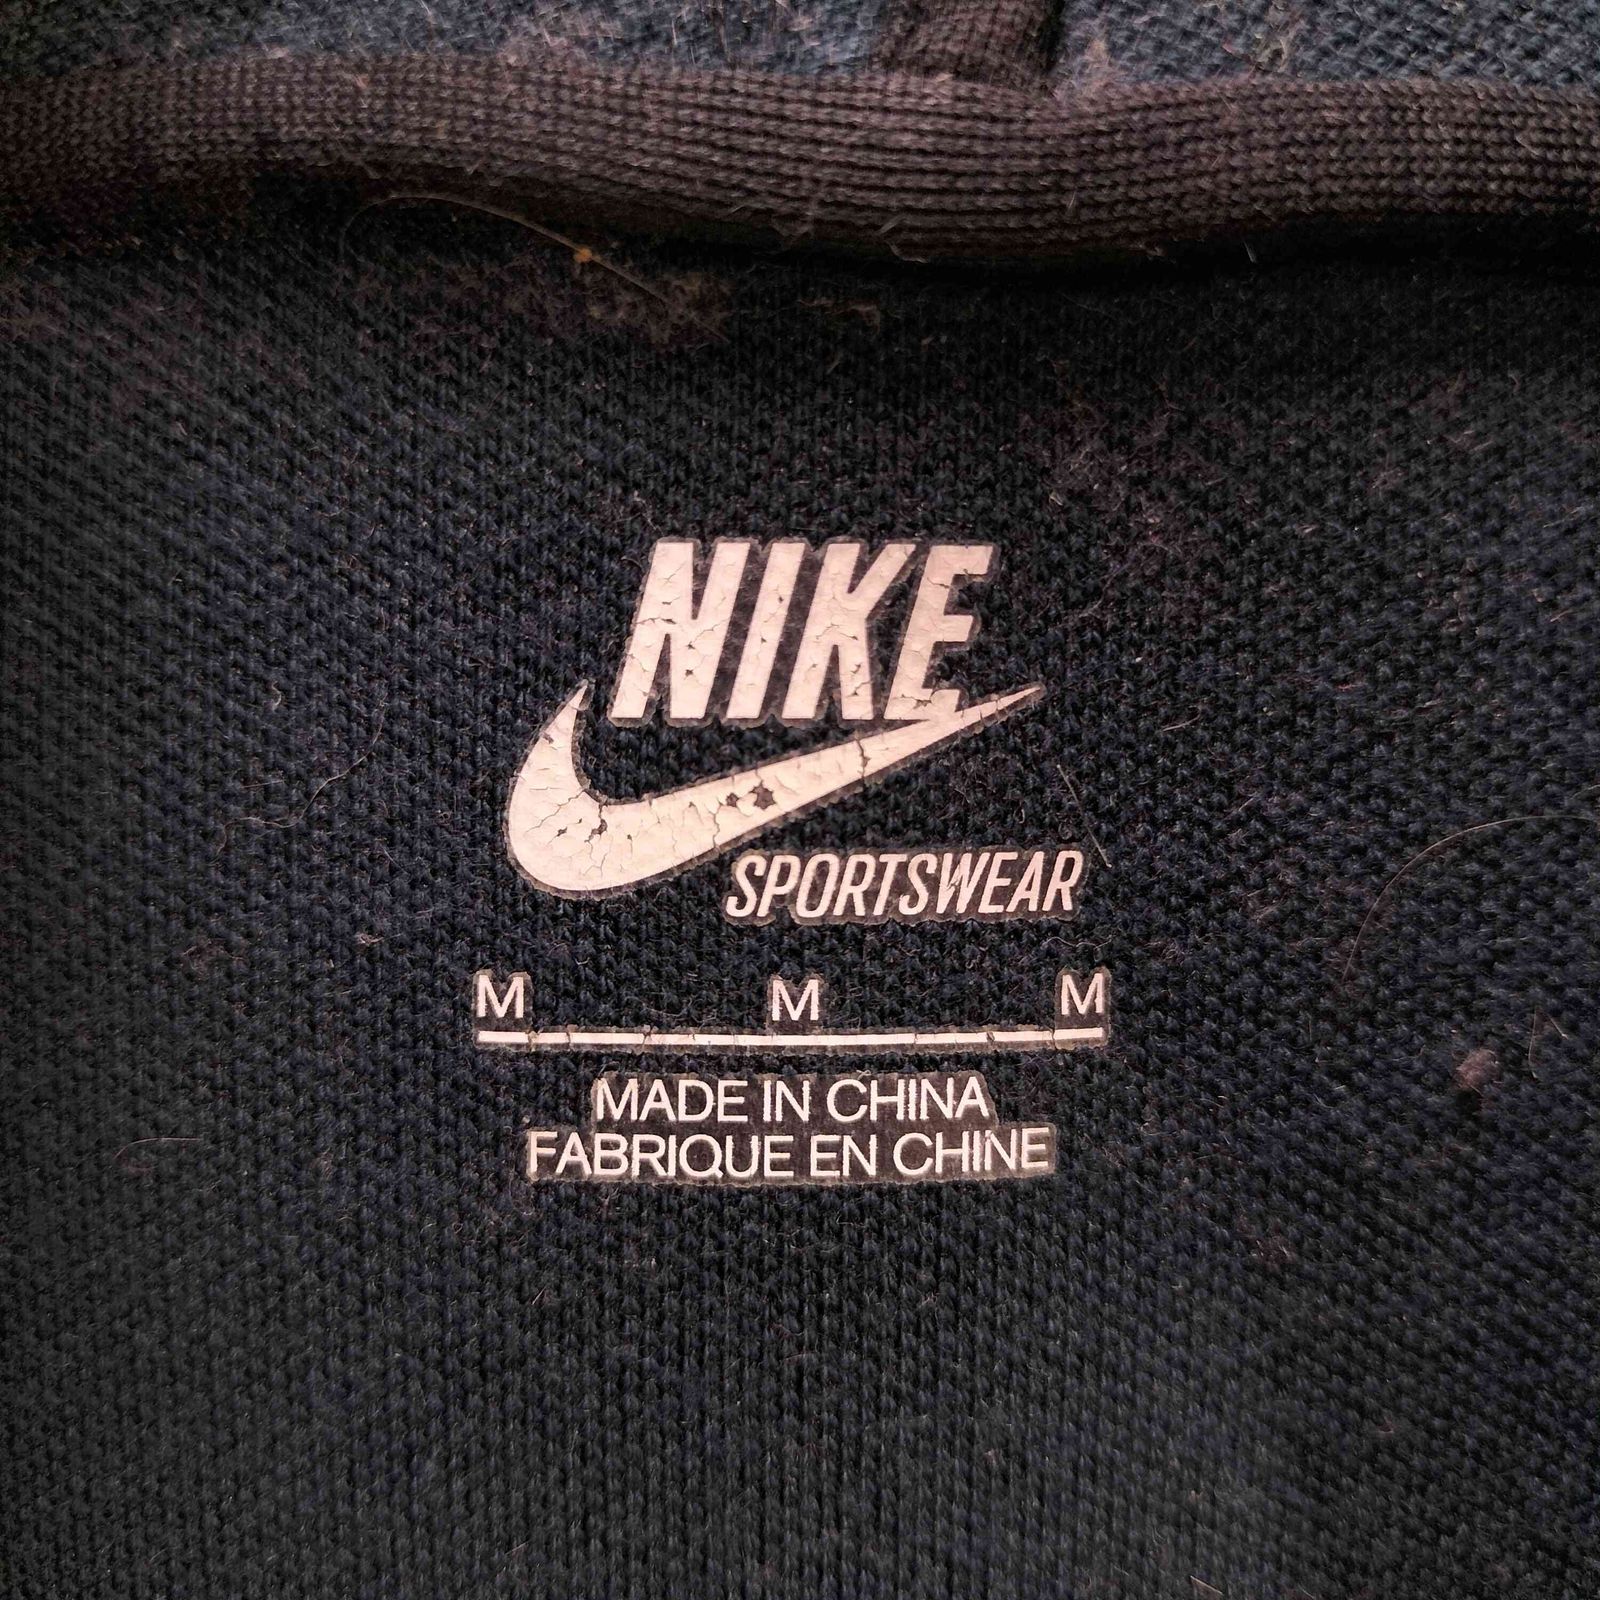 NIKE
SPORTSWEAR
M M M
MADE IN CHINA
FABRIQUE EN CHINE